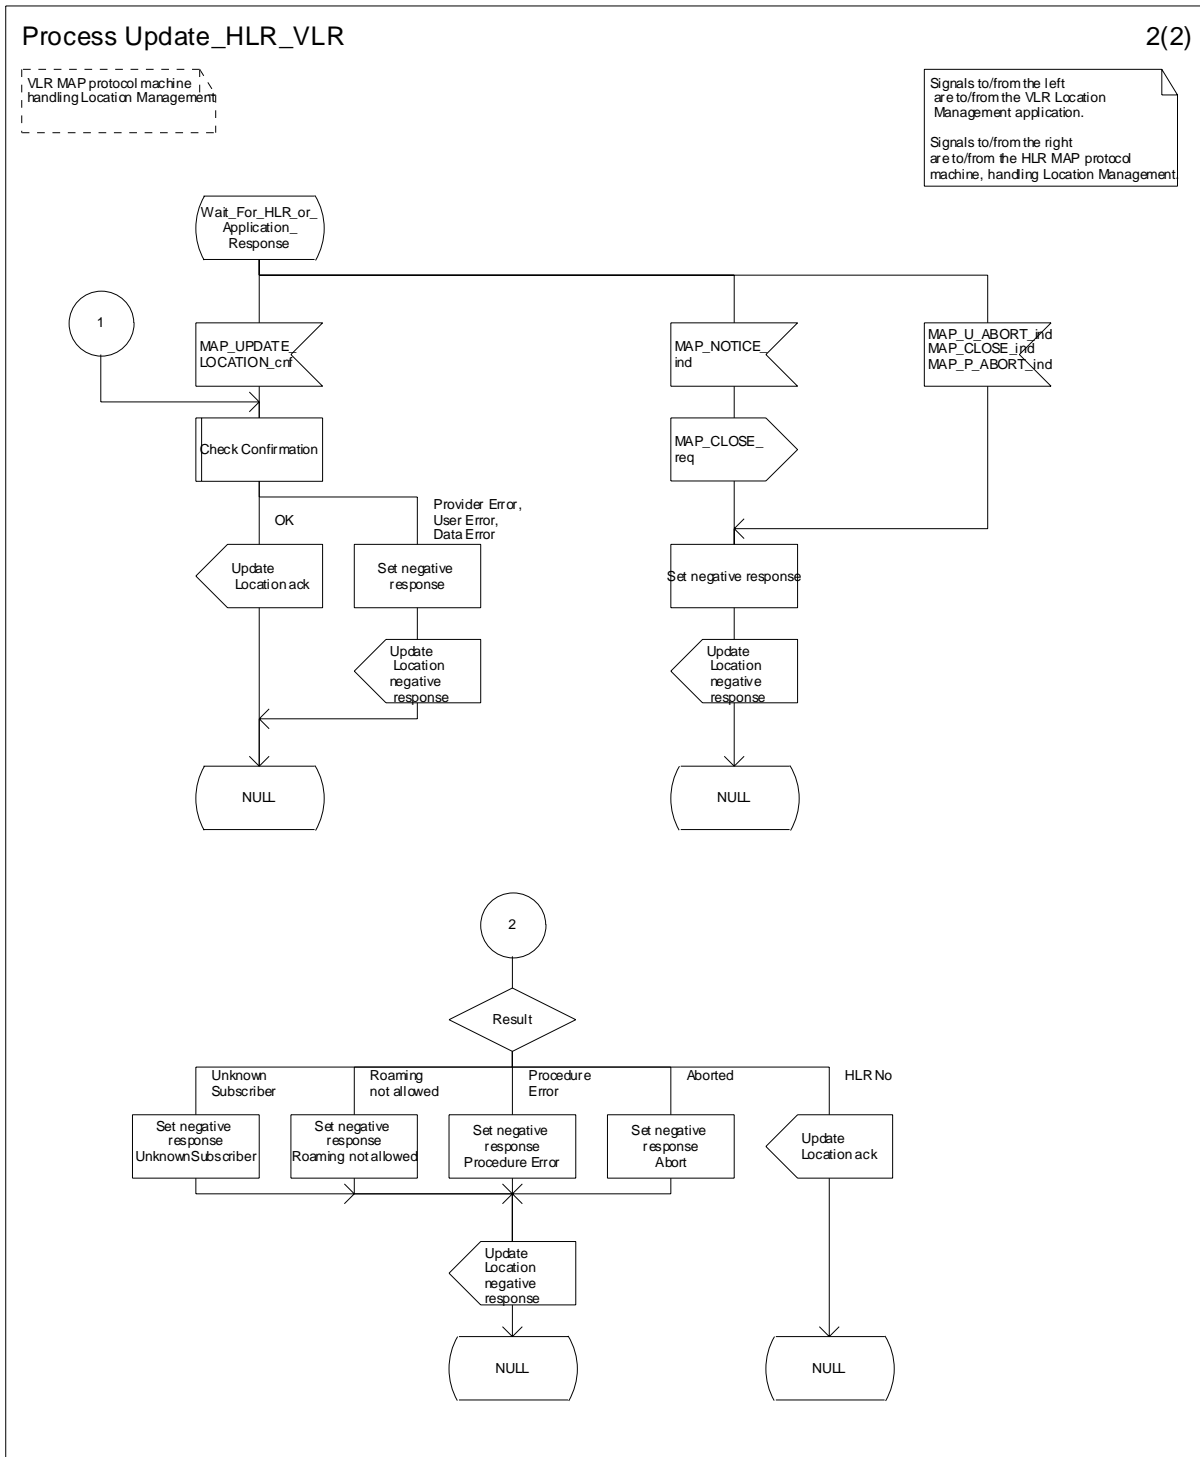 Process Update_HLR_VLR
2(2)
VLR MAP protocol machine
handling Location Management
Signals to/from the left
are to/from the VLR Location
Management application.
Signals to/from the right
are to/from the HLR MAP protocol
machine, handling Location Management.
Wait_For_HLR_or_
Application_
Response
1
MAP_UPDATE_
LOCATION_cnf
MAP_NOTICE_
ind
MAP_U_ABORT_ind
MAP_CLOSE_ind
MAP_P_ABORT_ind
Check Confirmation
MAP_CLOSE_
req
OK
Provider Error,
User Error,
Data Error
Update
Location ack
Set negative
response
Set negative response
Update
Location
negative
response
Update
Location
negative
response
NULL
NULL
2
Result
Unknown
Subscriber
Roaming
not allowed
Procedure
Error
Aborted
HLR No
Set negative
response
UnknownSubscriber
Set negative
response
Roaming not allowed
Set negative
response
Procedure Error
Set negative
response
Abort
Update
Location ack
Update
Location
negative
response
NULL
NULL